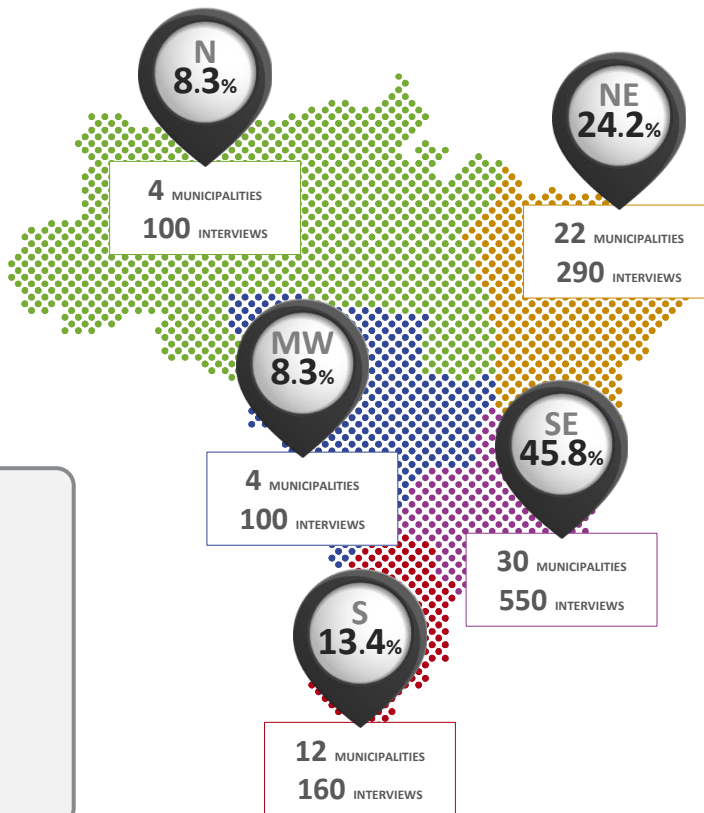 N
8.3%
4 MUNICIPALITIES
100 INTERVIEWS
NE
24.2%
22 MUNICIPALITIES
290 INTERVIEWS
MW
8.3%
4 MUNICIPALITIES
100 INTERVIEWS
SE
45.8%
30 MUNICIPALITIES
550 INTERVIEWS
S
13.4%
12 MUNICIPALITIES
160 INTERVIEWS